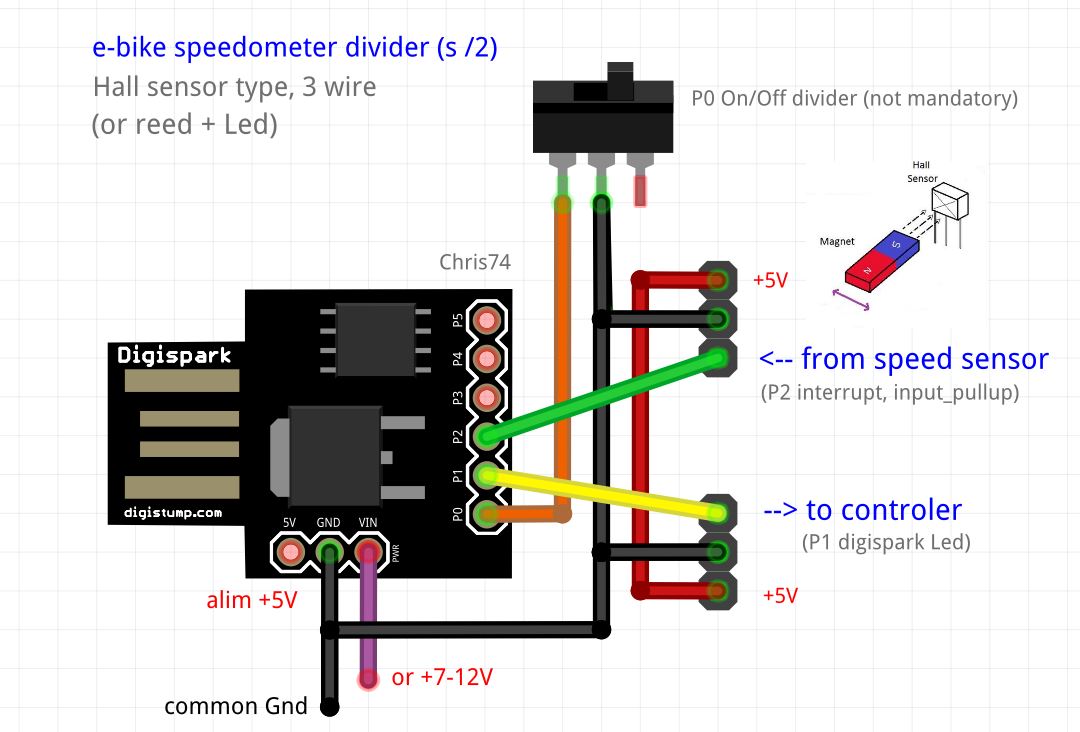 e-bike speedometer divider (s /2)
Hall sensor type, 3 wire
(or reed + Led)
P0 On/Off divider (not mandatory)
Hall
Sensor
Magnet
S
N
Chris74
+5V
<-- from speed sensor
(P2 interrupt, input_pullup)
Digispark
P5
P4
P3
P2
P1
P0
digistump.com
5V GND VIN
PWR
--> to controler
(P1 digispark Led)
+5V
alim +5V
or +7-12V
common Gnd